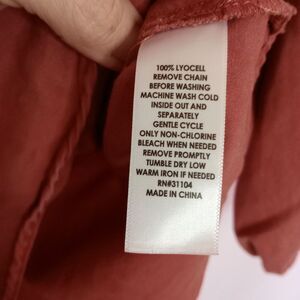 100% LYOCELL
REMOVE CHAIN
BEFORE WASHING
MACHINE WASH COLD
INSIDE OUT AND
SEPARATELY
GENTLE CYCLE
ONLY NON-CHLORINE
BLEACH WHEN NEEDED
REMOVE PROMPTLY
TUMBLE DRY LOW
WARM IRON IF NEEDED
RN#31104
MADE IN CHINA